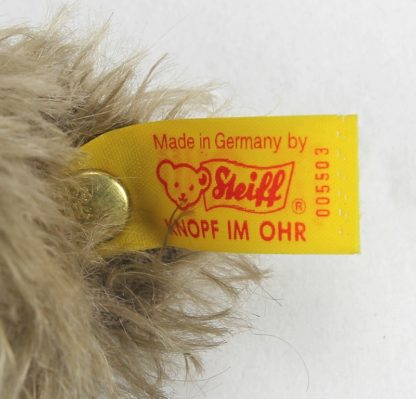 Made in Germany by
Steiff ®
KNOPF IM OHR
005503